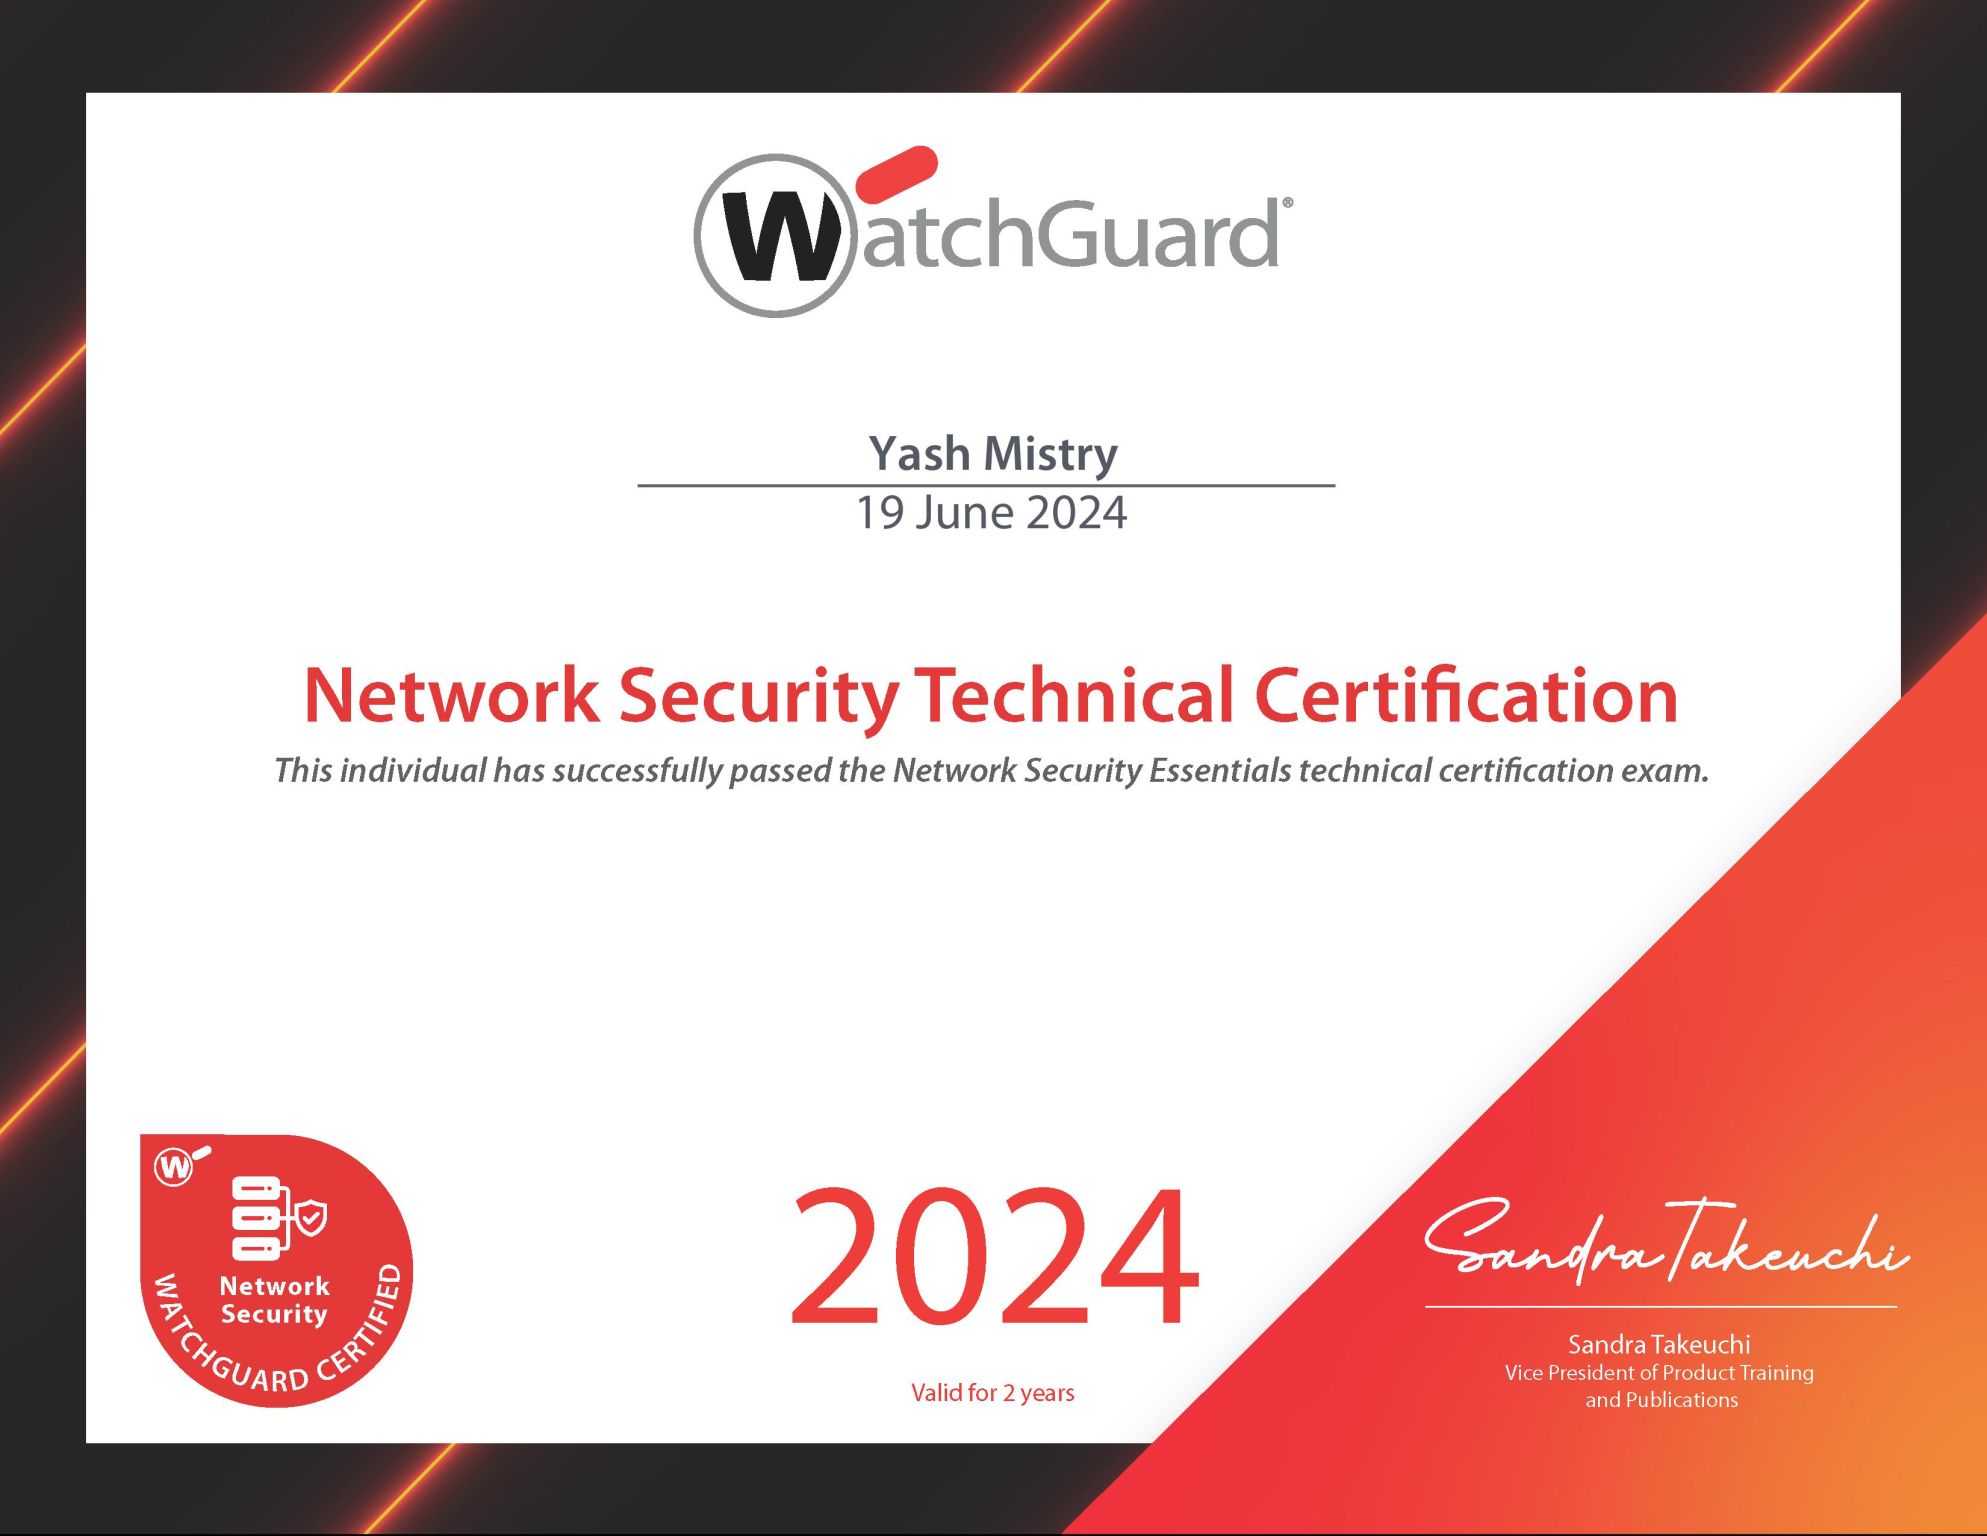 WatchGuard®
Yash Mistry
19 June 2024
Network Security Technical Certification
This individual has successfully passed the Network Security Essentials technical certification exam.
W
Network
Security
WATCHGUARD CERTIFIED
2024
Valid for 2 years
Sandra Takeuchi
Sandra Takeuchi
Vice President of Product Training
and Publications